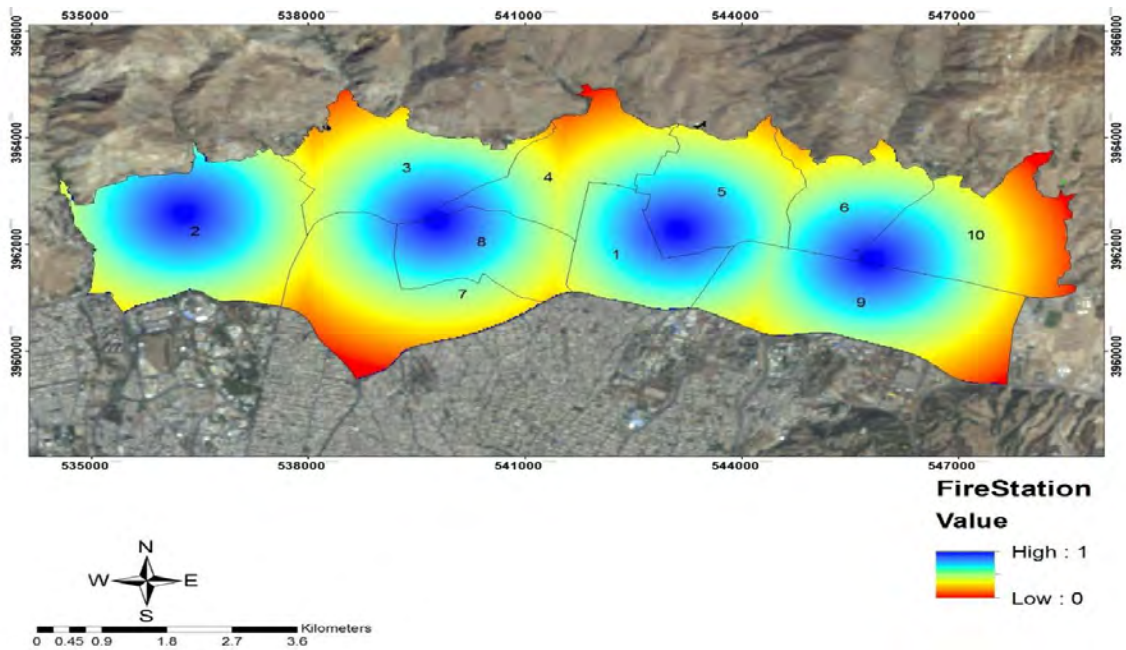 535000 538000 541000 544000 547000
3966000 3966000
3964000 3964000
3962000 3962000
3960000 3960000
3 4 5 6 10
2 8 1 9
7
535000 538000 541000 544000 547000
FireStation
Value
High : 1
Low : 0
N
W E
S
Kilometers
0 0.45 0.9 1.8 2.7 3.6